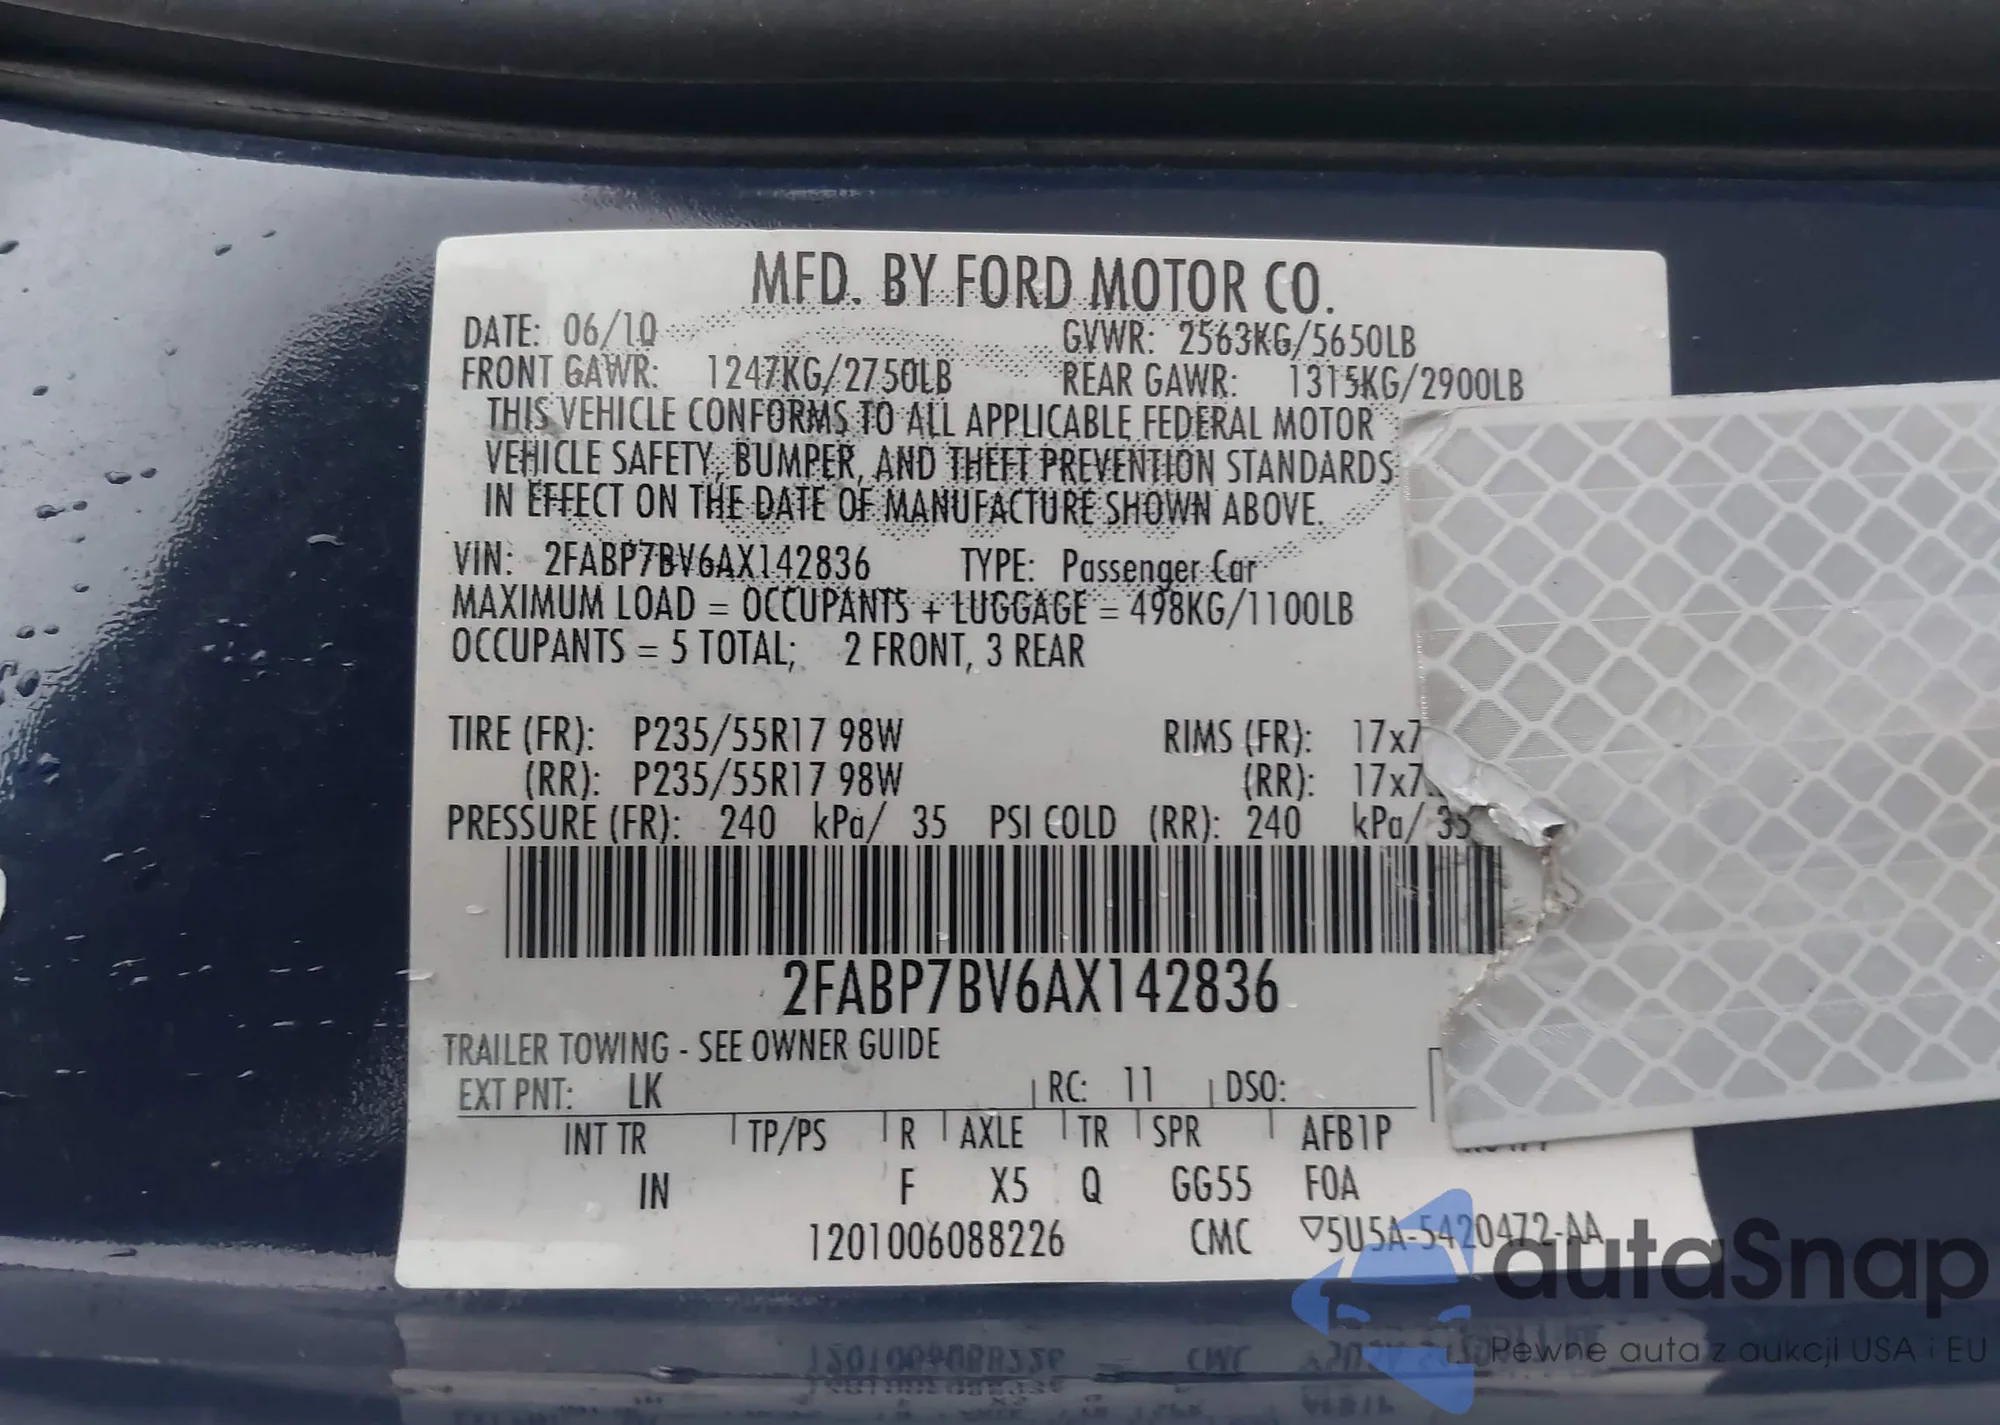 MFD. BY FORD MOTOR CO.
DATE: 06/10 GVWR: 2563KG/5650LB
FRONT GAWR: 1247KG/2750LB REAR GAWR: 1315KG/2900LB
THIS VEHICLE CONFORMS TO ALL APPLICABLE FEDERAL MOTOR
VEHICLE SAFETY, BUMPER, AND THEFT PREVENTION STANDARDS
IN EFFECT ON THE DATE OF MANUFACTURE SHOWN ABOVE.
VIN: 2FABP7BV6AX142836 TYPE: Passenger Car
MAXIMUM LOAD = OCCUPANTS + LUGGAGE = 498KG/1100LB
OCCUPANTS = 5 TOTAL; 2 FRONT, 3 REAR
TIRE (FR): P235/55R17 98W RIMS (FR): 17x7
(RR): P235/55R17 98W (RR): 17x7
PRESSURE (FR): 240 kPa/ 35 PSI COLD (RR): 240 kPa/ 35
2FABP7BV6AX142836
TRAILER TOWING - SEE OWNER GUIDE
EXT PNT: LK RC: 11 DSO:
INT TR TP/PS R AXLE TR SPR AFB1P
IN F X5 Q GG55 F0A
1201006088226 CMC ▽5U5A-5420472-AA
autaSnap
Pewne auta z aukcji USA i EU